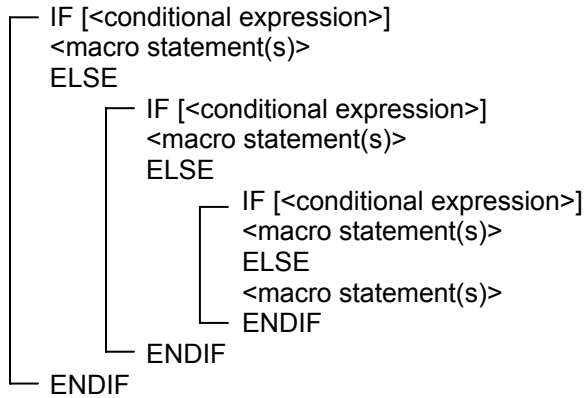 IF [<conditional expression>]
<macro statement(s)>
ELSE
IF [<conditional expression>]
<macro statement(s)>
ELSE
IF [<conditional expression>]
<macro statement(s)>
ELSE
<macro statement(s)>
ENDIF
ENDIF
ENDIF